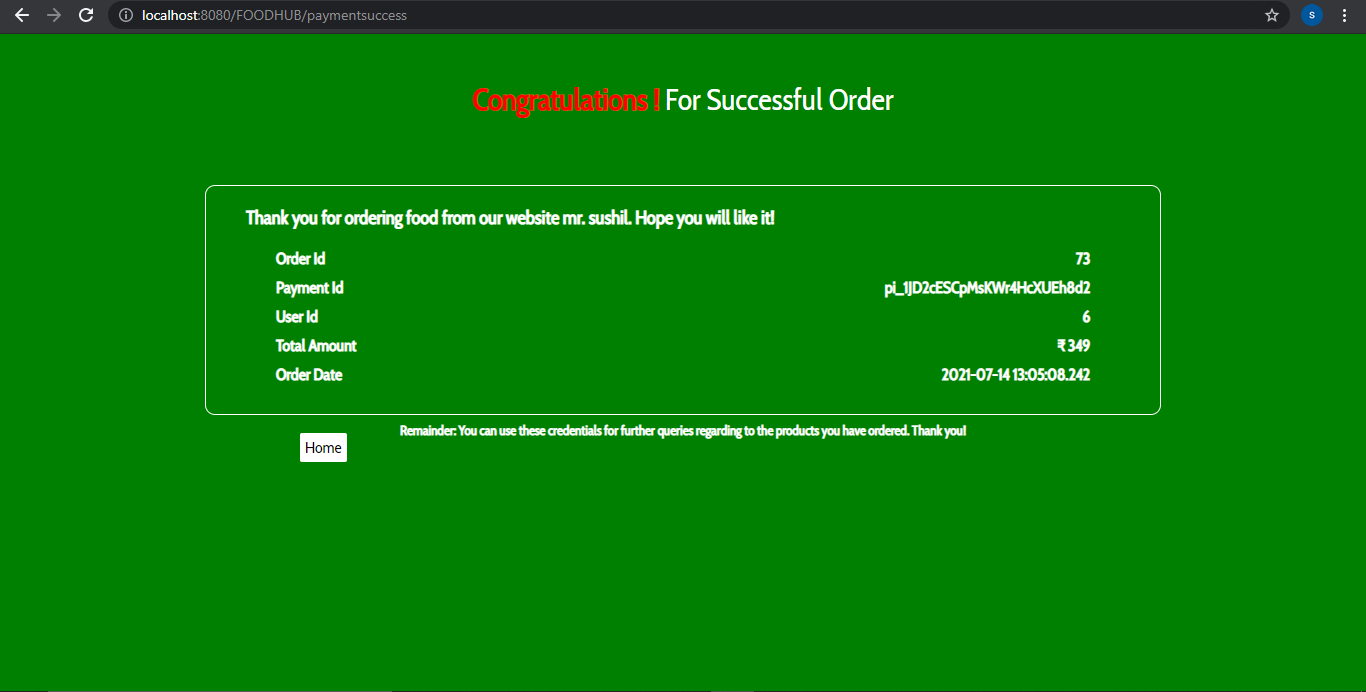 localhost:8080/FOODHUB/paymentsuccess
S
Congratulations ! For Successful Order
Thank you for ordering food from our website mr. sushil. Hope you will like it!
Order Id 73
Payment Id pi_1JD2cESCpMsKWr4HcXUEh8d2
User Id 6
Total Amount ₹ 349
Order Date 2021-07-14 13:05:08.242
Remainder: You can use these credentials for further queries regarding to the products you have ordered. Thank you!
Home